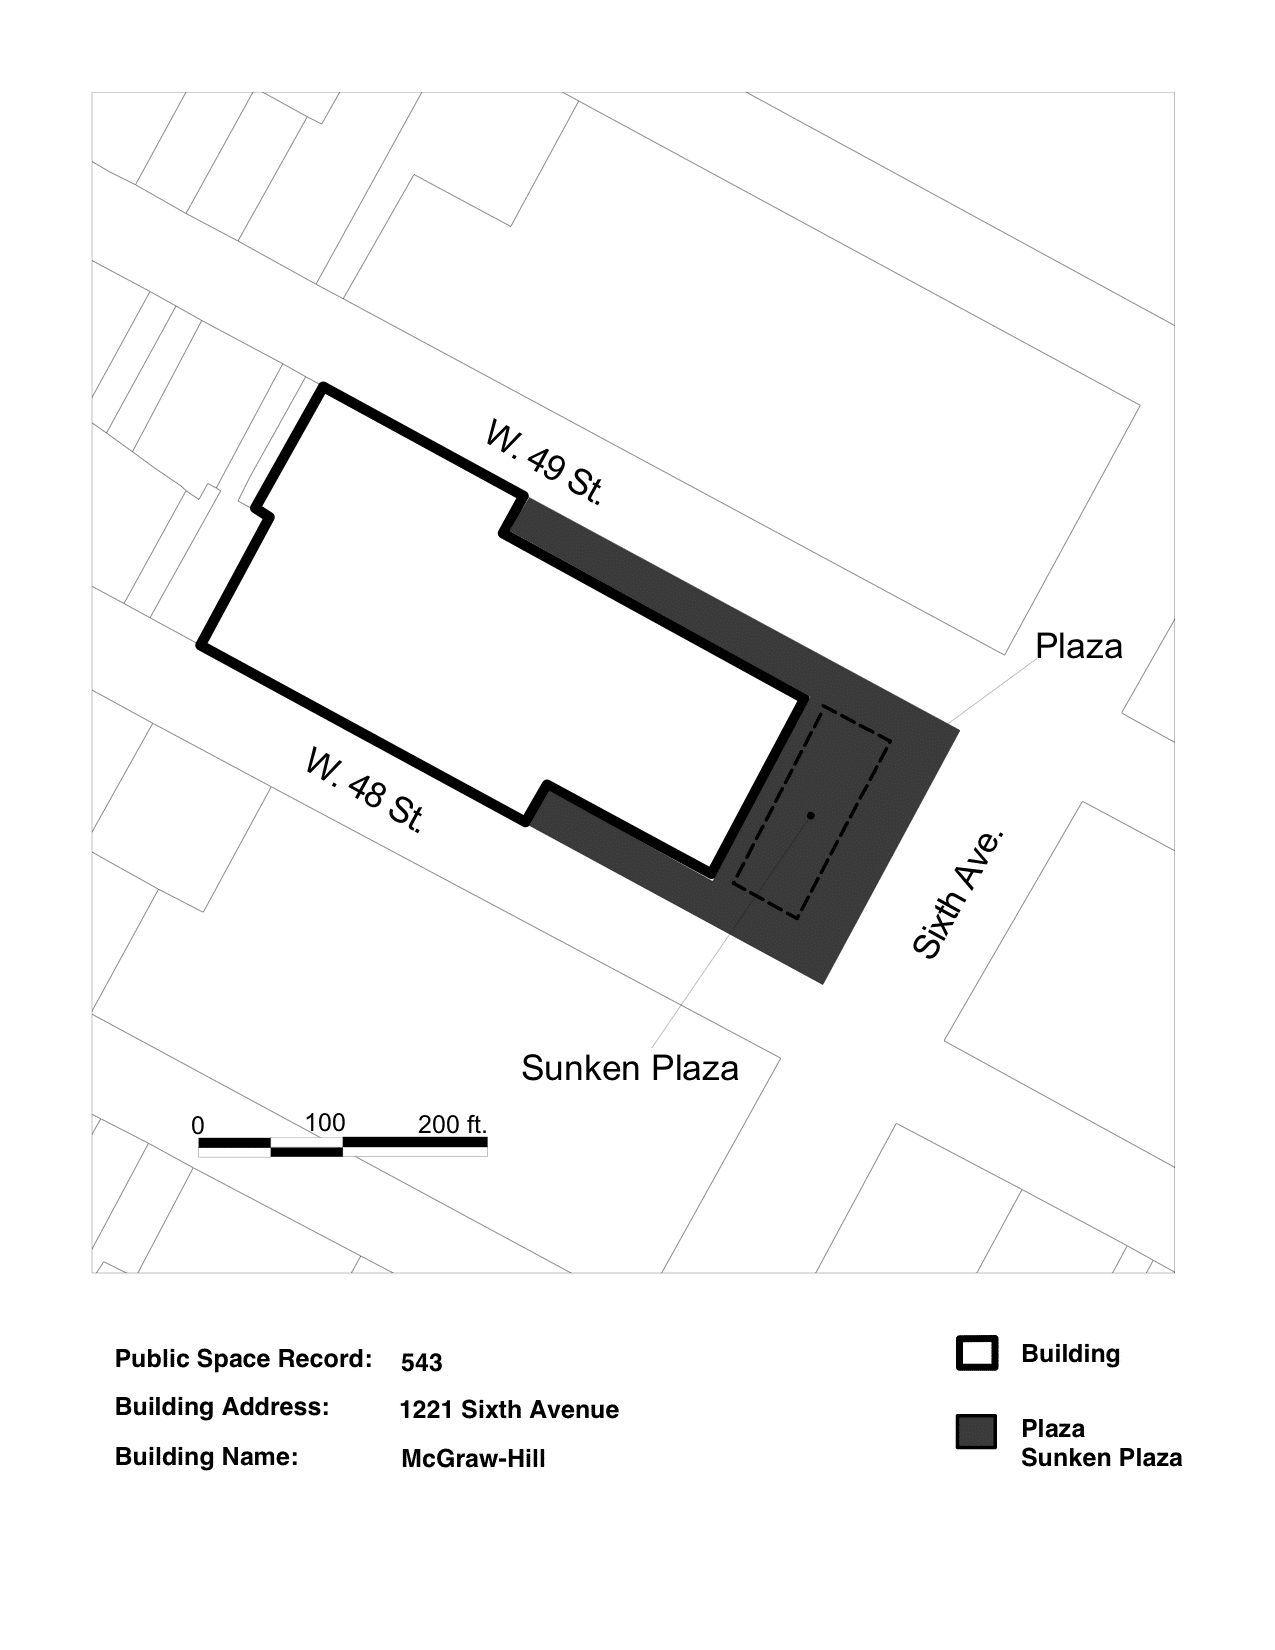 W. 49 St.
Plaza
W. 48 St.
Sixth Ave.
Sunken Plaza
0 100 200 ft.
Public Space Record: 543
Building Address: 1221 Sixth Avenue
Building Name: McGraw-Hill
Building
Plaza
Sunken Plaza